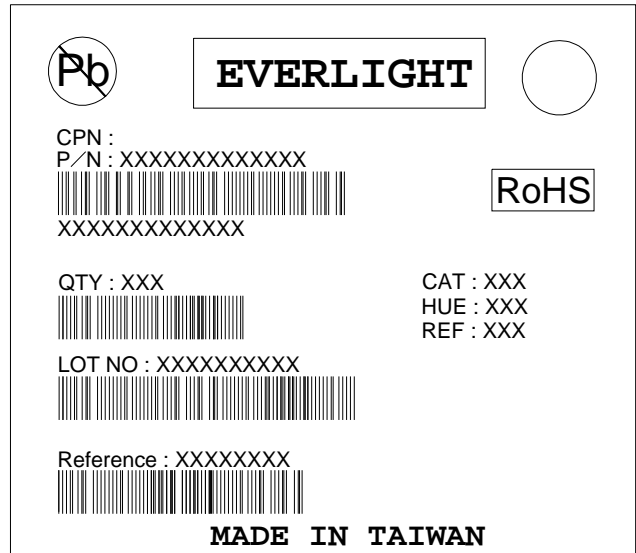 Pb
EVERLIGHT
CPN :
P/N : XXXXXXXXXXXXX
RoHS
XXXXXXXXXXXXX
QTY : XXX
CAT : XXX
HUE : XXX
REF : XXX
LOT NO : XXXXXXXXXX
Reference : XXXXXXXX
MADE IN TAIWAN